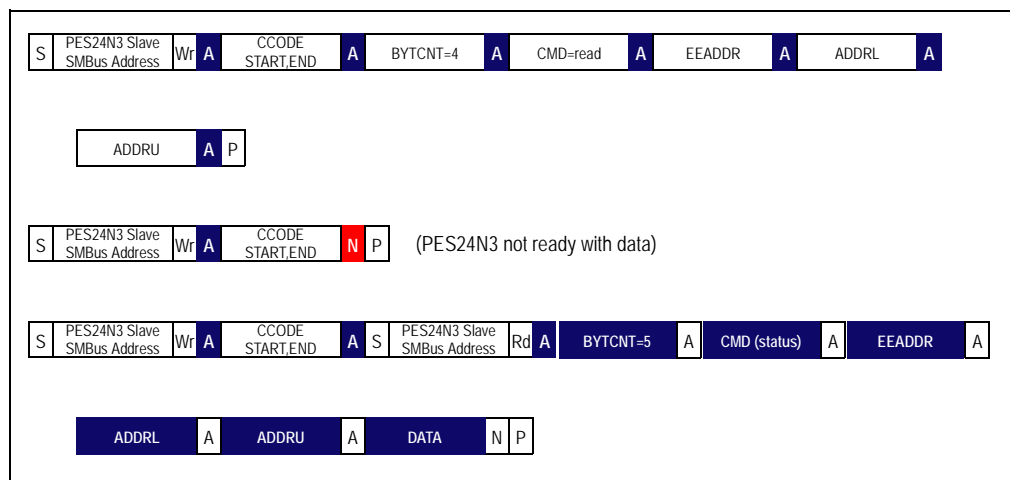 S PES24N3 Slave SMBus Address Wr A CCODE START,END A BYTCNT=4 A CMD=read A EEADDR A ADDRL A
ADDRU A P
S PES24N3 Slave SMBus Address Wr A CCODE START,END N P (PES24N3 not ready with data)
S PES24N3 Slave SMBus Address Wr A CCODE START,END A S PES24N3 Slave SMBus Address Rd A BYTCNT=5 A CMD (status) A EEADDR A
ADDRL A ADDRU A DATA N P